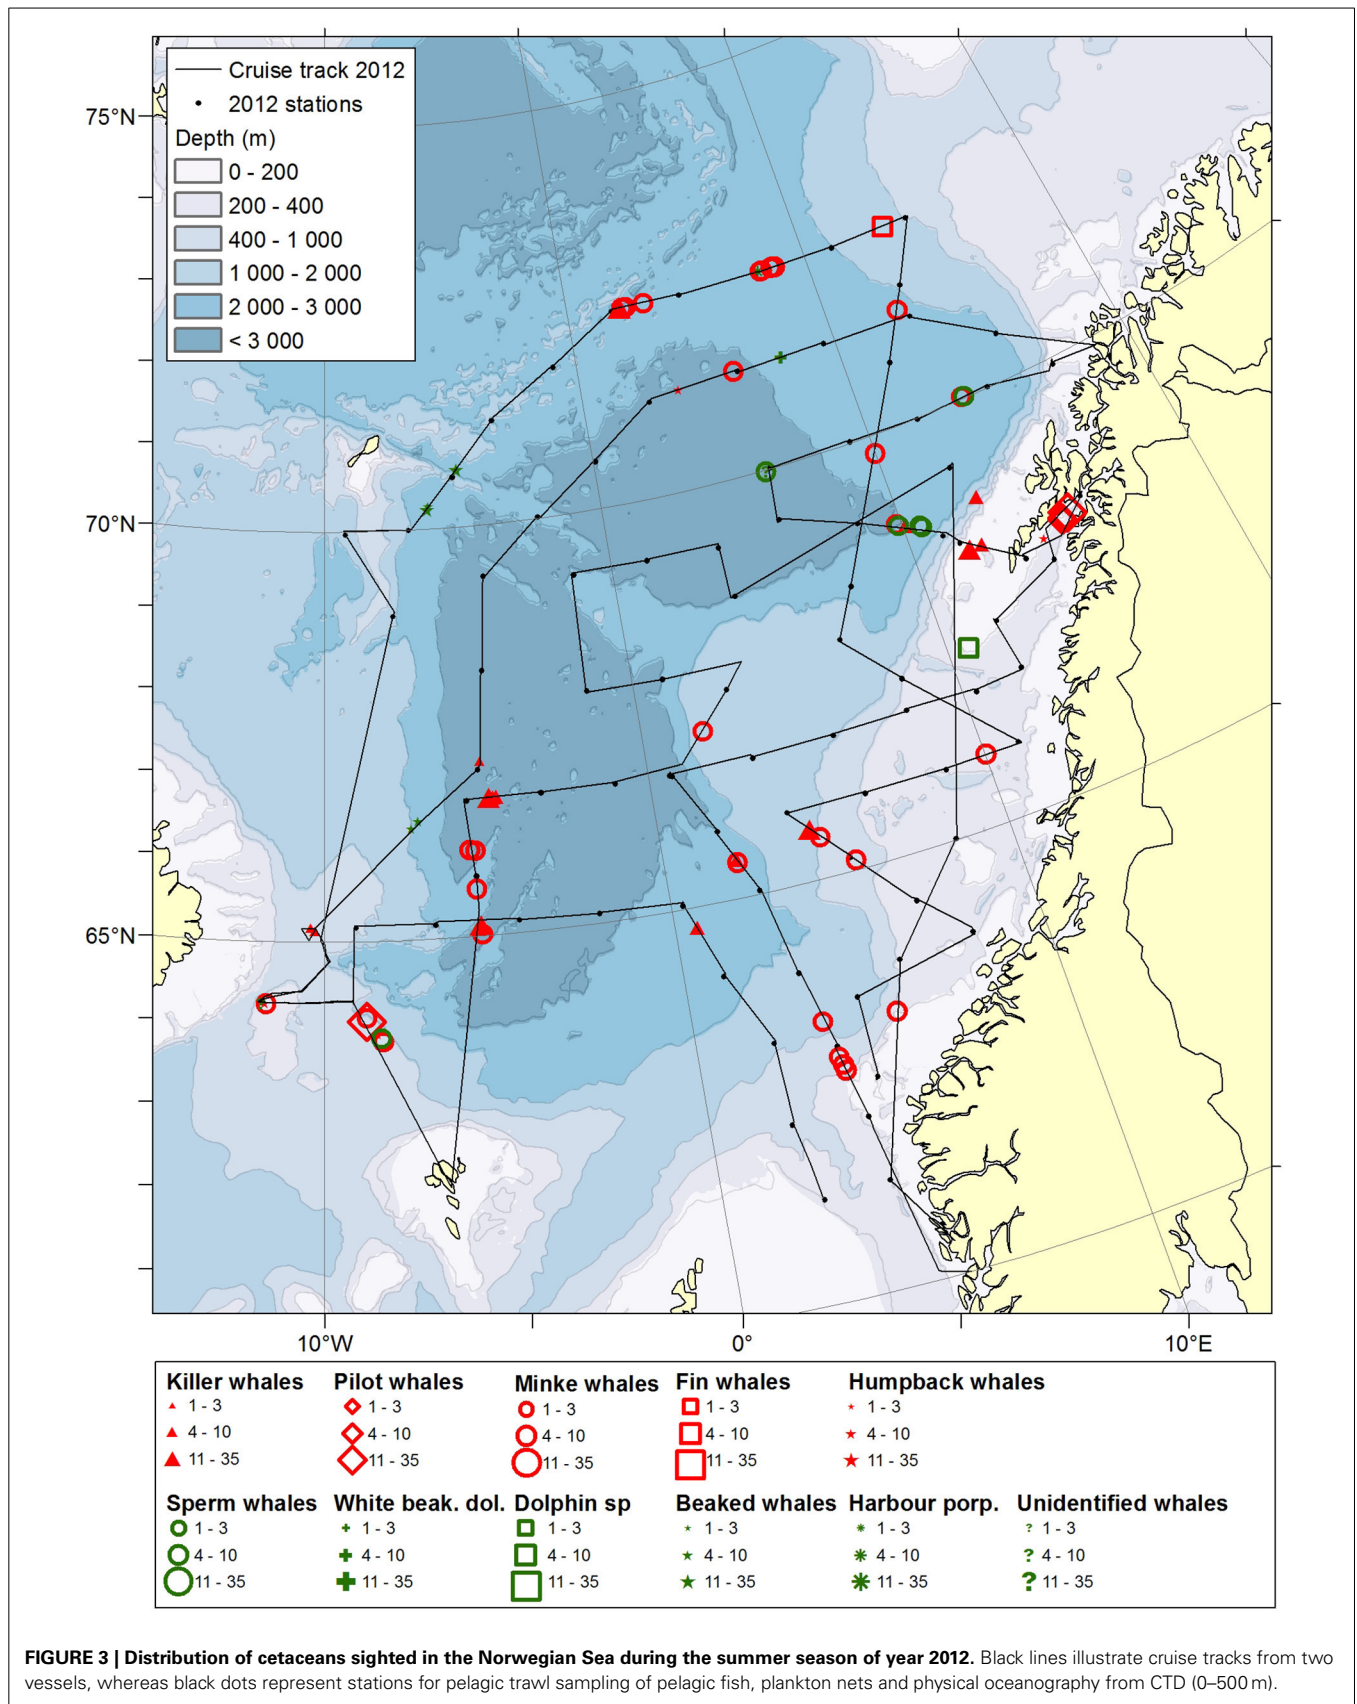 Cruise track 2012
2012 stations
Depth (m)
0 - 200
200 - 400
400 - 1 000
1 000 - 2 000
2 000 - 3 000
< 3 000
75°N
70°N
65°N
10°W 0° 10°E
Killer whales Pilot whales Minke whales Fin whales Humpback whales
1 - 3 1 - 3 1 - 3 1 - 3 1 - 3
4 - 10 4 - 10 4 - 10 4 - 10 4 - 10
11 - 35 11 - 35 11 - 35 11 - 35 11 - 35
Sperm whales White beak. dol. Dolphin sp Beaked whales Harbour porp. Unidentified whales
1 - 3 1 - 3 1 - 3 1 - 3 1 - 3 ? 1 - 3
4 - 10 4 - 10 4 - 10 4 - 10 4 - 10 ? 4 - 10
11 - 35 11 - 35 11 - 35 11 - 35 11 - 35 ? 11 - 35
FIGURE 3 | Distribution of cetaceans sighted in the Norwegian Sea during the summer season of year 2012. Black lines illustrate cruise tracks from two
vessels, whereas black dots represent stations for pelagic trawl sampling of pelagic fish, plankton nets and physical oceanography from CTD (0–500 m).